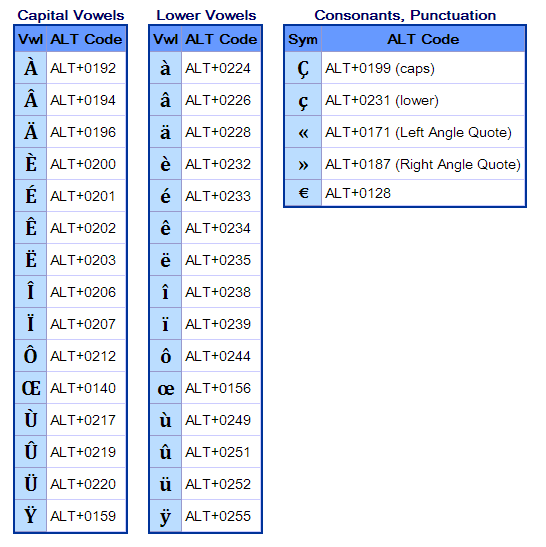 Capital Vowels
Vwl ALT Code
À ALT+0192
Â ALT+0194
Ä ALT+0196
È ALT+0200
É ALT+0201
Ê ALT+0202
Ë ALT+0203
Î ALT+0206
Ï ALT+0207
Ô ALT+0212
Œ ALT+0140
Ù ALT+0217
Û ALT+0219
Ü ALT+0220
Ÿ ALT+0159
Lower Vowels
Vwl ALT Code
à ALT+0224
â ALT+0226
ä ALT+0228
è ALT+0232
é ALT+0233
ê ALT+0234
ë ALT+0235
î ALT+0238
ï ALT+0239
ô ALT+0244
œ ALT+0156
ù ALT+0249
û ALT+0251
ü ALT+0252
ÿ ALT+0255
Consonants, Punctuation
Sym ALT Code
Ç ALT+0199 (caps)
ç ALT+0231 (lower)
« ALT+0171 (Left Angle Quote)
» ALT+0187 (Right Angle Quote)
€ ALT+0128